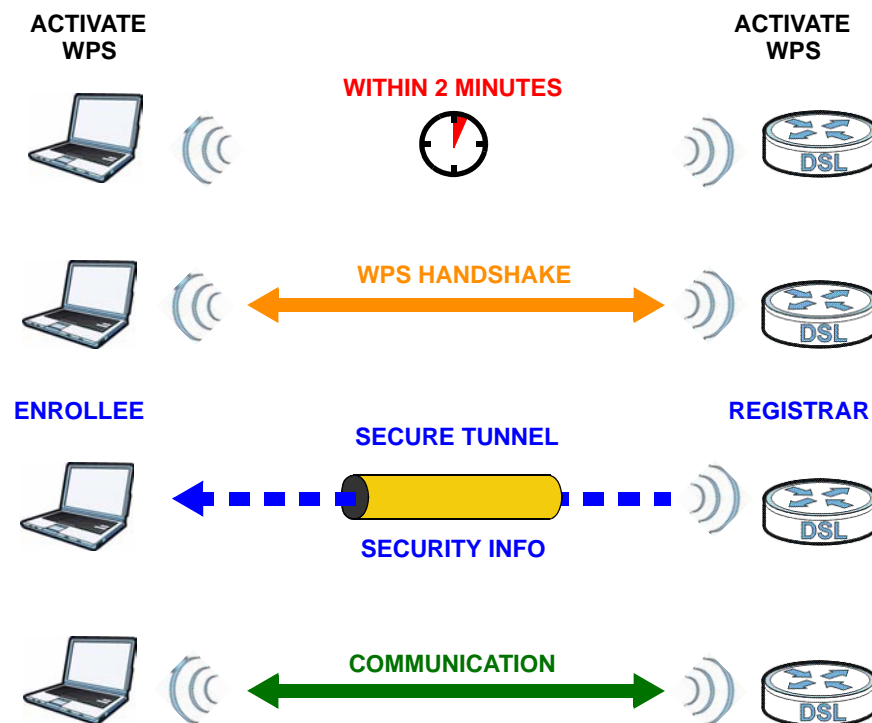 ACTIVATE
WPS
ACTIVATE
WPS
WITHIN 2 MINUTES
DSL
WPS HANDSHAKE
DSL
ENROLLEE
REGISTRAR
SECURE TUNNEL
DSL
SECURITY INFO
COMMUNICATION
DSL